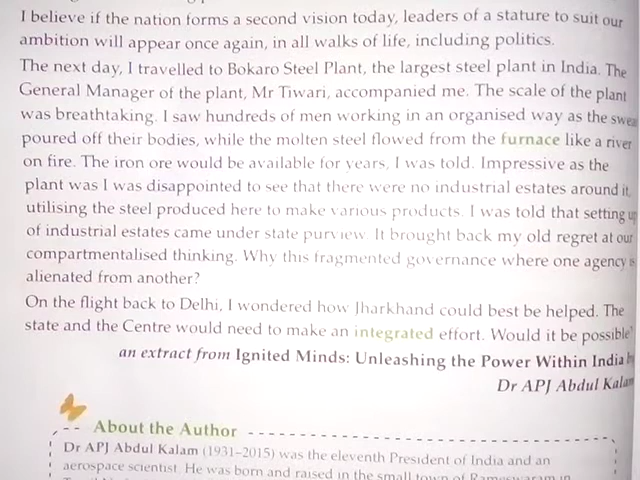 I believe if the nation forms a second vision today, leaders of a stature to suit our
ambition will appear once again, in all walks of life, including politics.
The next day, I travelled to Bokaro Steel Plant, the largest steel plant in India. The
General Manager of the plant, Mr Tiwari, accompanied me. The scale of the plant
was breathtaking. I saw hundreds of men working in an organised way as the swea
poured off their bodies, while the molten steel flowed from the furnace like a river
on fire. The iron ore would be available for years, I was told. Impressive as the
plant was I was disappointed to see that there were no industrial estates around it,
utilising the steel produced here to make various products. I was told that setting up
of industrial estates came under state purview. It brought back my old regret at our
compartmentalised thinking. Why this fragmented governance where one agency is
alienated from another?
On the flight back to Delhi, I wondered how Jharkhand could best be helped. The
state and the Centre would need to make an integrated effort. Would it be possible?
an extract from Ignited Minds: Unleashing the Power Within India by
Dr APJ Abdul Kalam
About the Author
Dr APJ Abdul Kalam (1931–2015) was the eleventh President of India and an
aerospace scientist. He was born and raised in the small town of Rameswaram in